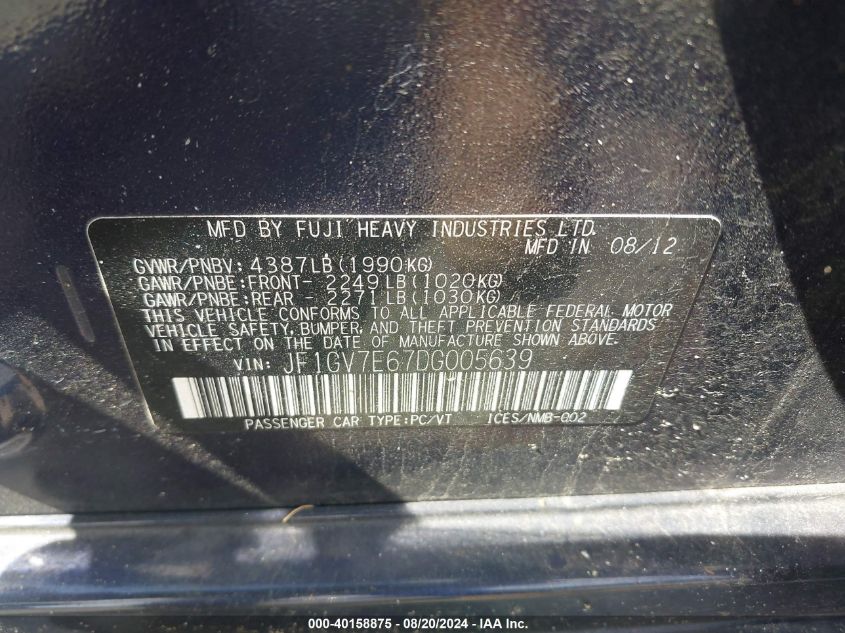 MFD BY FUJI HEAVY INDUSTRIES LTD.
MFD IN 08/12
GVWR/PNBV: 4387LB(1990KG)
GAWR/PNBE:FRONT- 2249LB(1020KG)
GAWR/PNBE:REAR - 2271LB(1030KG)
THIS VEHICLE CONFORMS TO ALL APPLICABLE FEDERAL MOTOR
VEHICLE SAFETY, BUMPER, AND THEFT PREVENTION STANDARDS
IN EFFECT ON THE DATE OF MANUFACTURE SHOWN ABOVE.
VIN: JF1GV7E67DG005639
PASSENGER CAR TYPE:PC/VT ICES/NMB-002
000-40158875 - 08/20/2024 - IAA Inc.